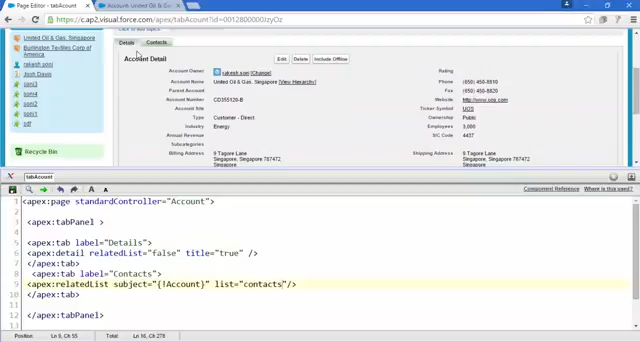 Page Editor - tabAccount
Account: United Oil & G
https://c.ap2.visual.force.com/apex/tabAccount?id=0012800000JzyOz
United Oil & Gas, Singapore
Burlington Textiles Corp of
America
rakesh soni
Josh Davis
soni3
soni4
soni2
soni1
sdf
Recycle Bin
Details Contacts
Account Detail Edit Delete Include Offline
Account Owner rakesh soni [Change] Rating
Account Name United Oil & Gas, Singapore [View Hierarchy] Phone (650) 450-8810
Parent Account Fax (650) 450-8820
Account Number CD355120-B Website http://www.uos.com
Account Site Ticker Symbol UOS
Type Customer - Direct Ownership Public
Industry Energy Employees 3,000
Annual Revenue SIC Code 4437
Subcategories
Billing Address 9 Tagore Lane Shipping Address 9 Tagore Lane
Singapore, Singapore 787472 Singapore, Singapore 787472
Singapore Singapore
tabAccount
Component Reference Where is this used?
1 <apex:page standardController="Account">
2
3 <apex:tabPanel >
4
5 <apex:tab label="Details">
6 <apex:detail relatedList="false" title="true" />
7 </apex:tab>
8 <apex:tab label="Contacts">
9 <apex:relatedList subject="{!Account}" list="contacts"/>
10 </apex:tab>
11
12 </apex:tabPanel>
13
Position Ln 9, Ch 55 Total Ln 16, Ch 278